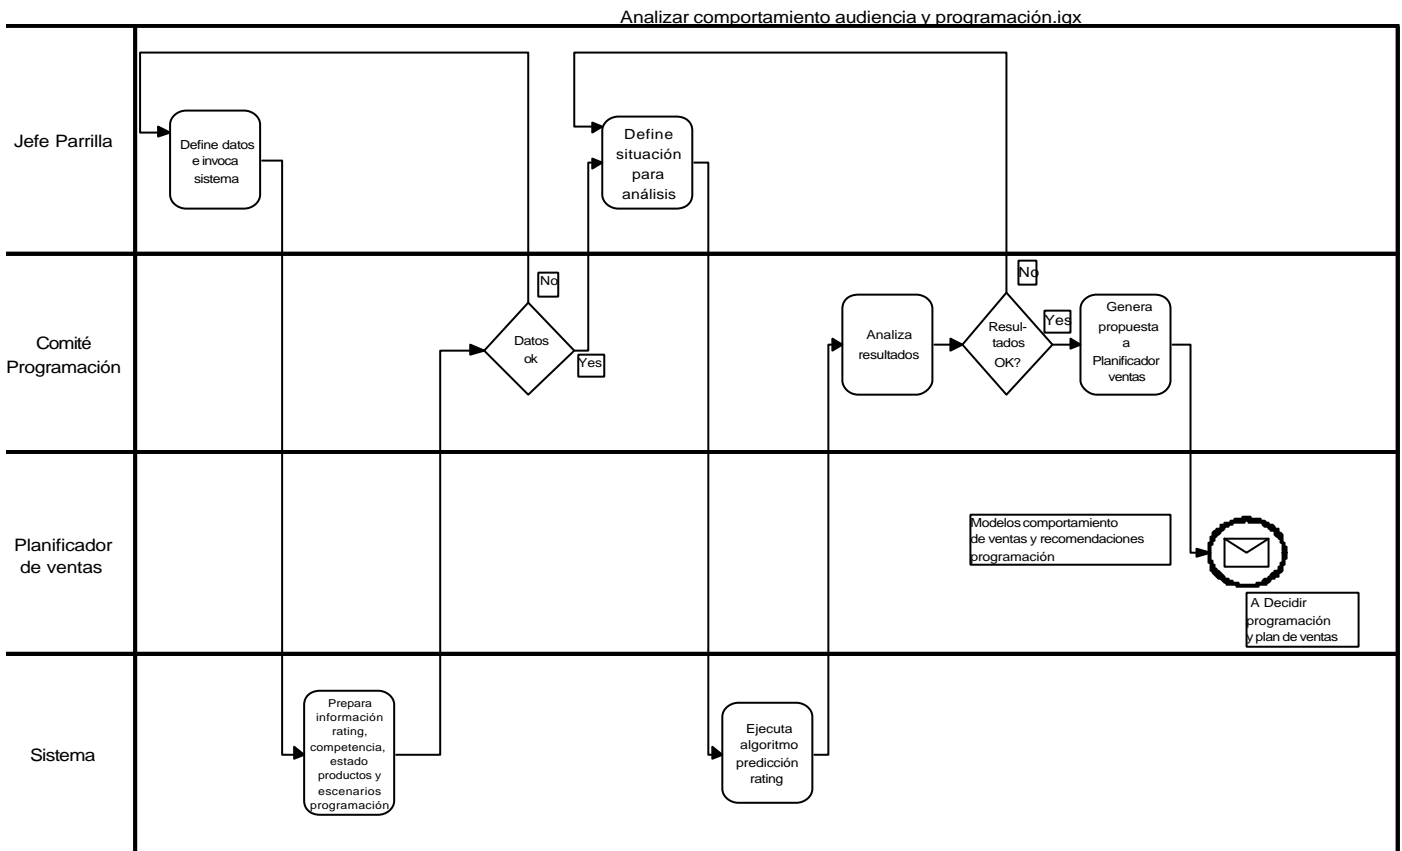 Analizar comportamiento audiencia y programación.igx
Jefe Parrilla
Define datos
e invoca
sistema
Define
situación
para
análisis
Comité
Programación
No
Datos
ok
Yes
Analiza
resultados
No
Resul-
tados
OK?
Yes
Genera
propuesta
a
Planificador
ventas
Planificador
de ventas
Modelos comportamiento
de ventas y recomendaciones
programación
A Decidir
programación
y plan de ventas
Sistema
Prepara
información
rating,
competencia,
estado
productos y
escenarios
programación
Ejecuta
algoritmo
predicción
rating